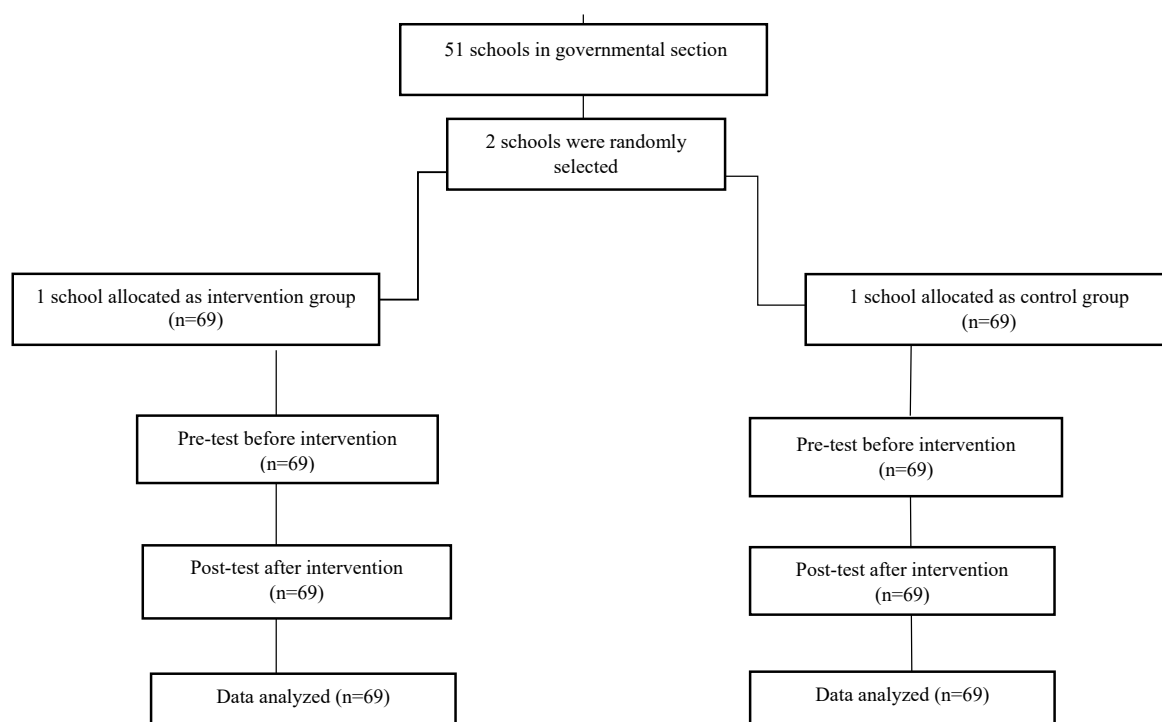 51 schools in governmental section
2 schools were randomly
selected
1 school allocated as intervention group
(n=69)
1 school allocated as control group
(n=69)
Pre-test before intervention
(n=69)
Pre-test before intervention
(n=69)
Post-test after intervention
(n=69)
Post-test after intervention
(n=69)
Data analyzed (n=69)
Data analyzed (n=69)